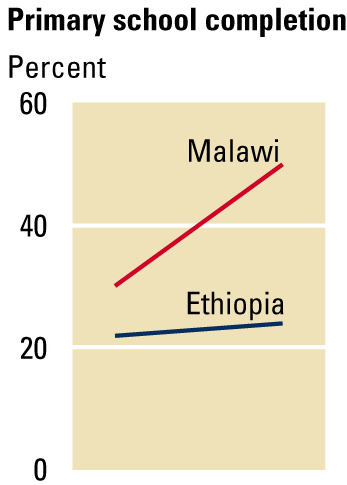 Primary school completion
Percent
60
Malawi
40
Ethiopia
20
0